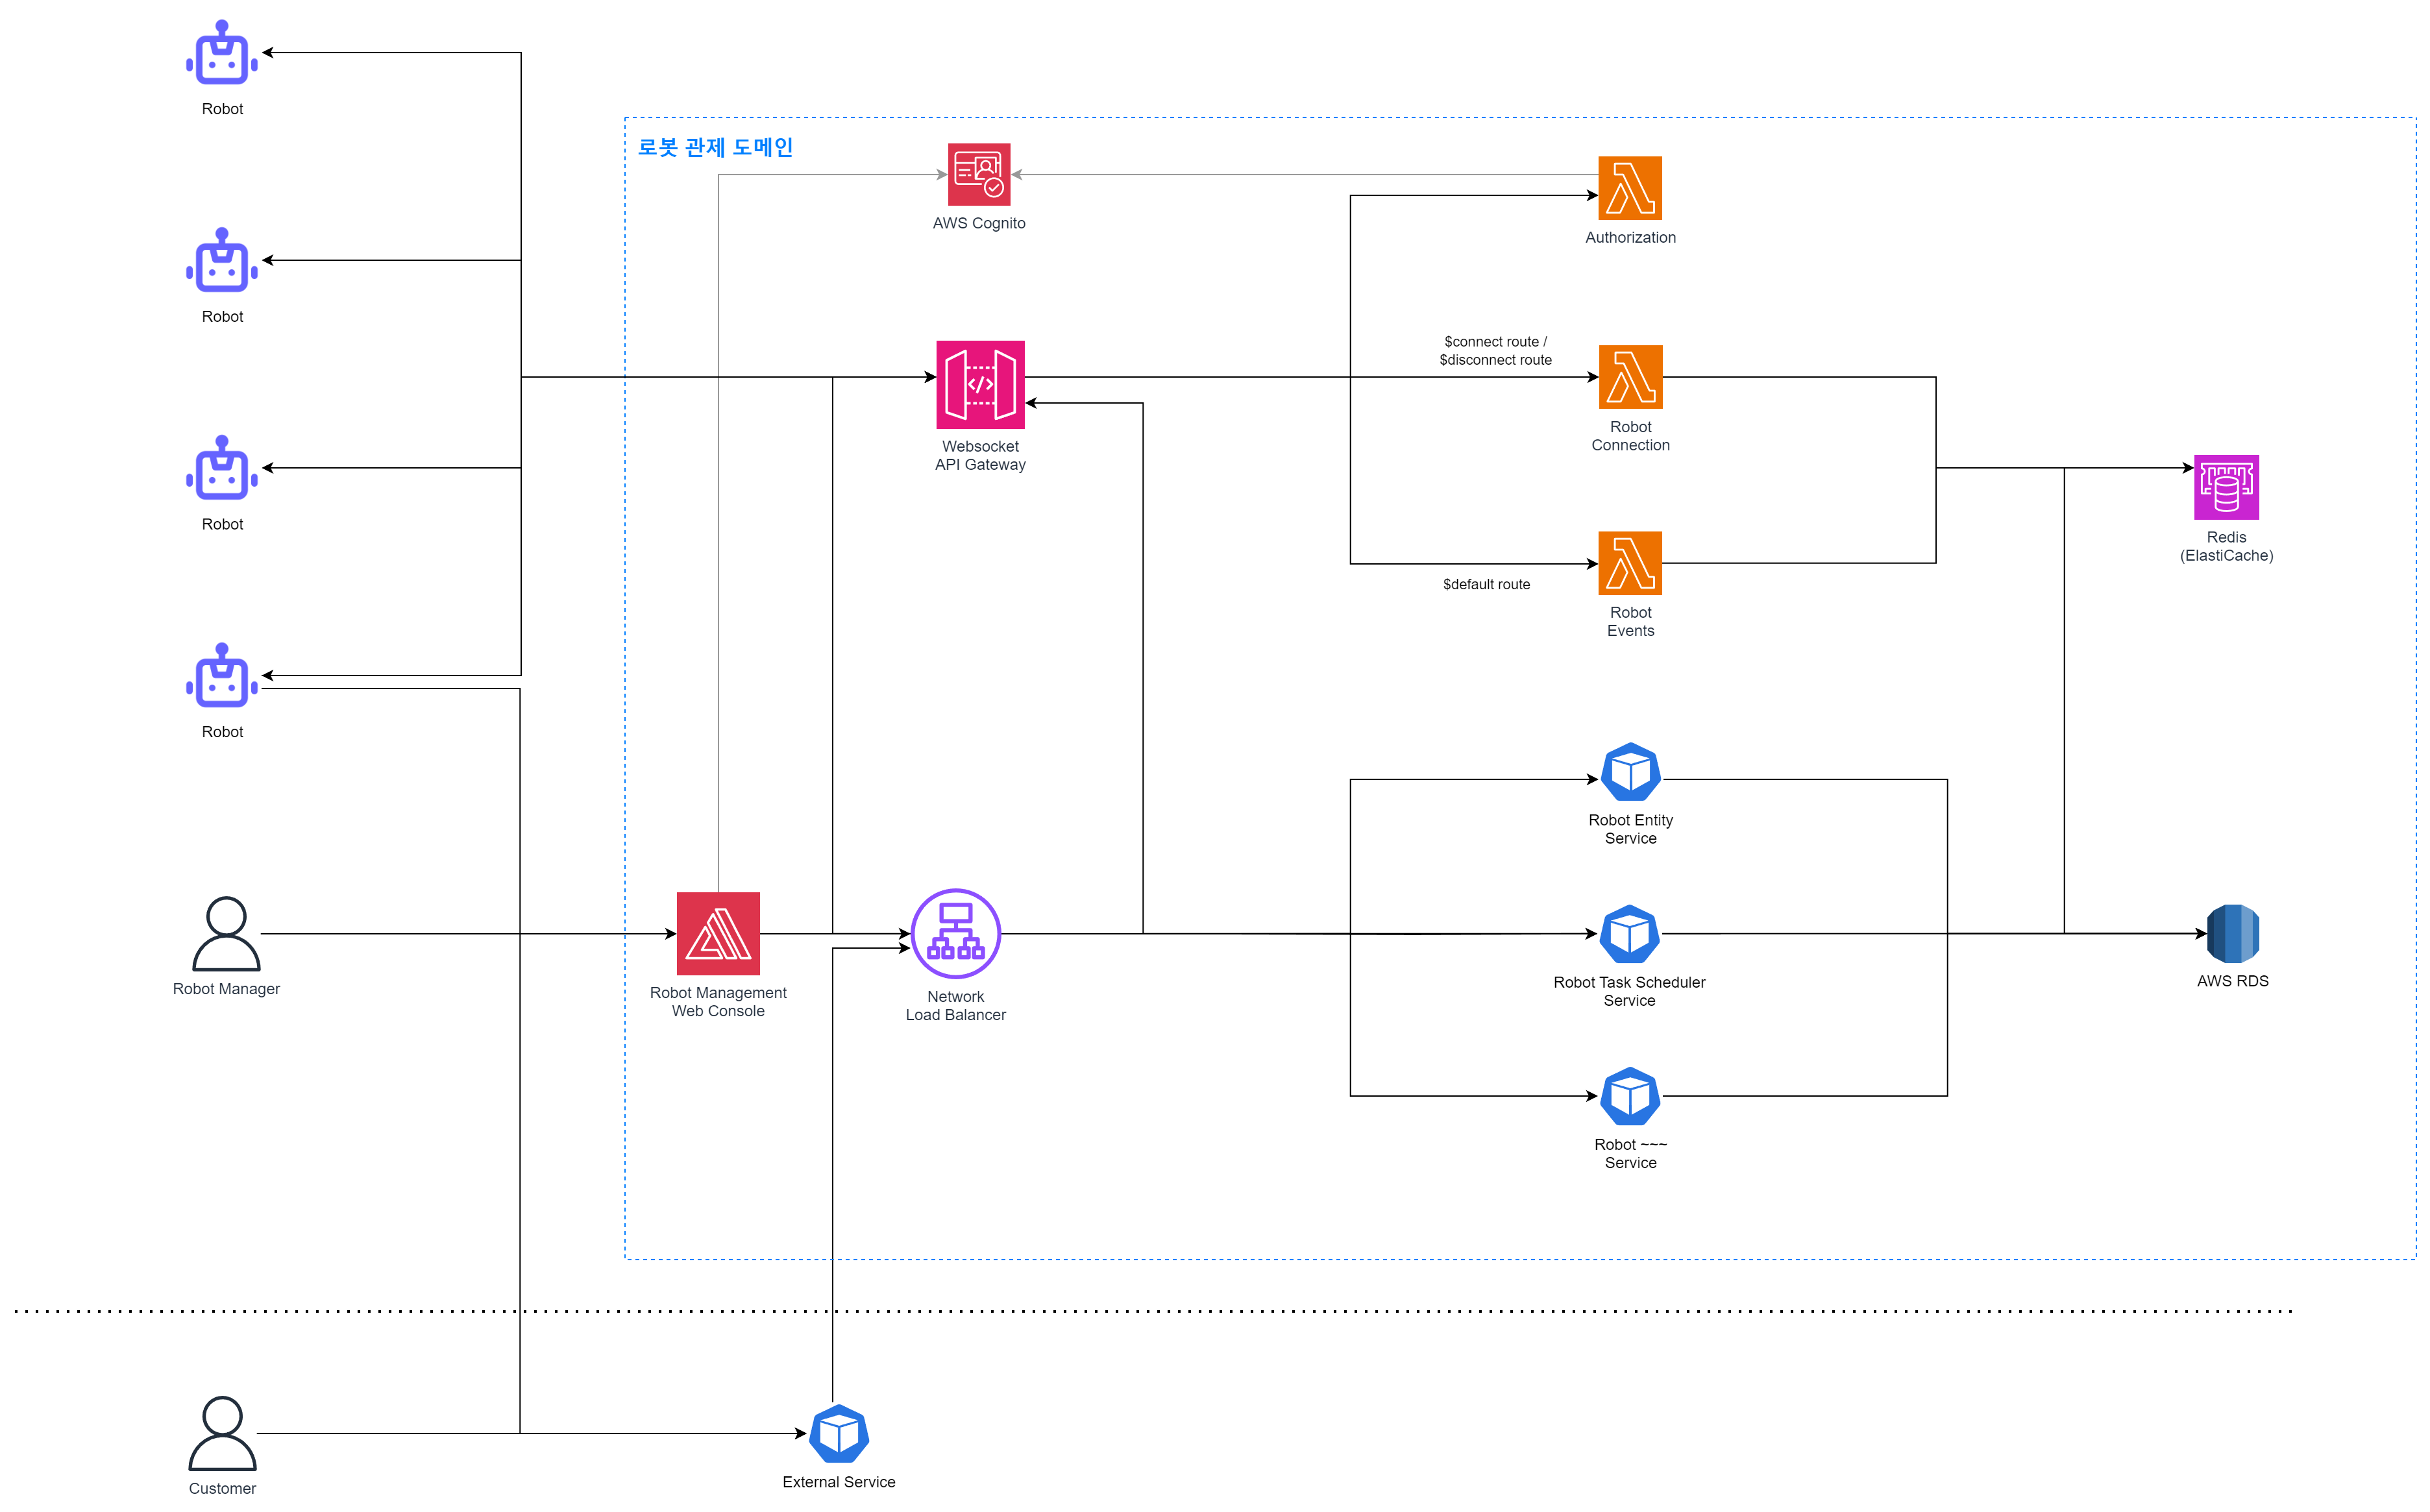 Robot
로봇 관제 도메인
AWS Cognito
Authorization
Robot
$connect route /
$disconnect route
Websocket
API Gateway
Robot
Connection
Robot
Redis
(ElastiCache)
$default route
Robot
Events
Robot
Robot Entity
Service
Robot Manager
Robot Management
Web Console
Network
Load Balancer
Robot Task Scheduler
Service
AWS RDS
Robot ~~~
Service
Customer
External Service